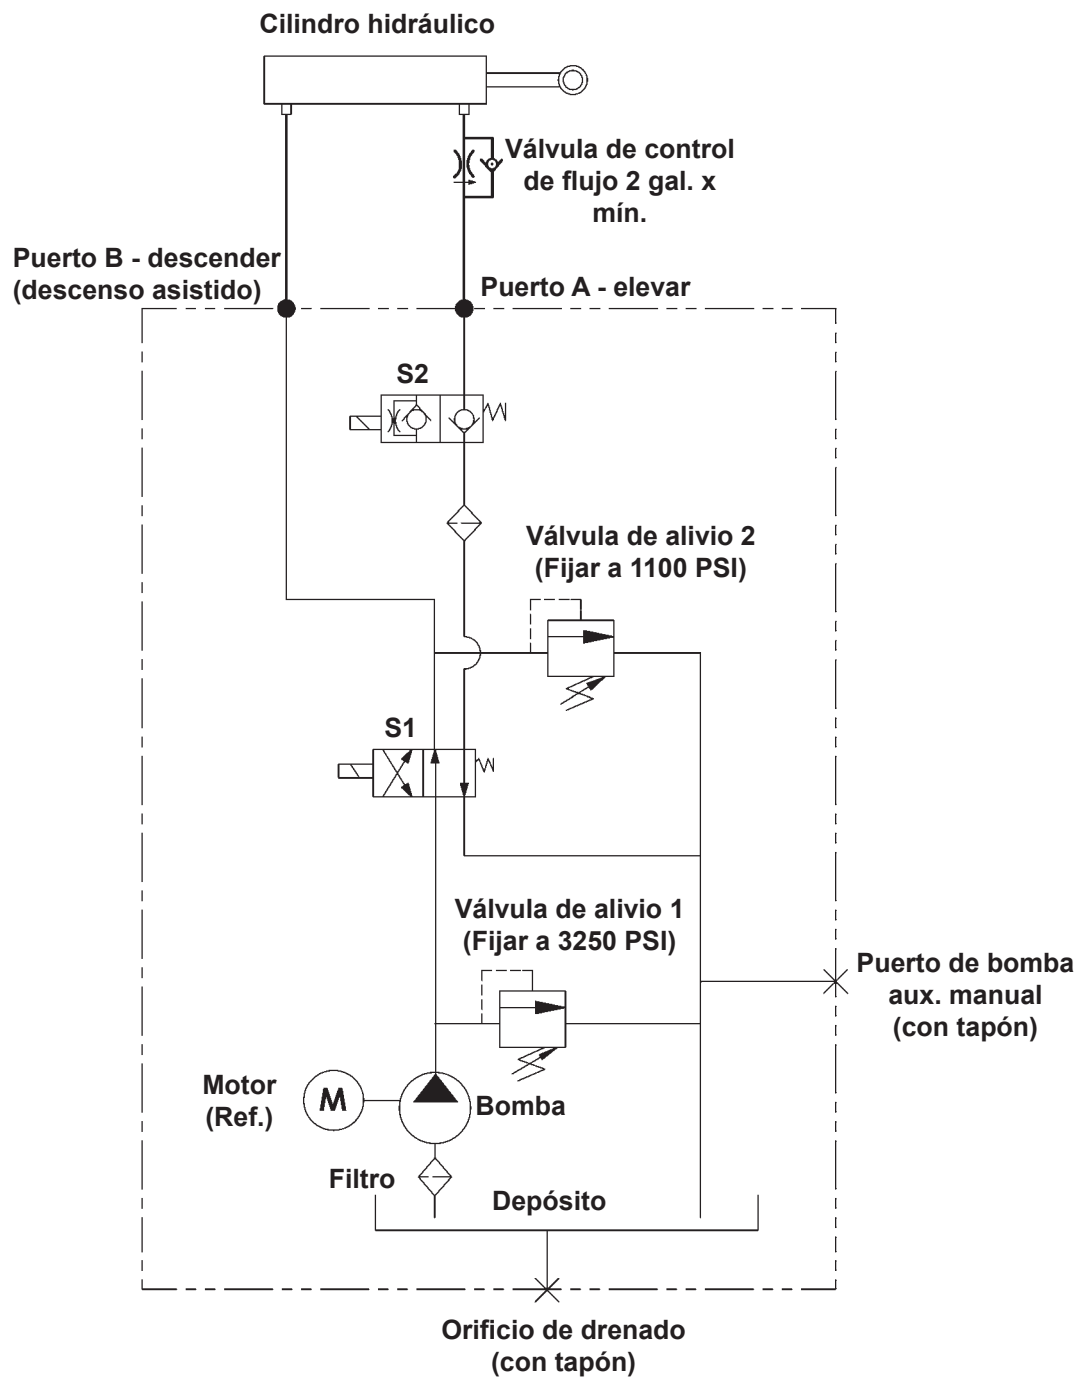 Cilindro hidráulico
Válvula de control
de flujo 2 gal. x
mín.
Puerto B - descender
(descenso asistido)
Puerto A - elevar
S2
Válvula de alivio 2
(Fijar a 1100 PSI)
S1
Válvula de alivio 1
(Fijar a 3250 PSI)
Puerto de bomba
aux. manual
(con tapón)
Motor
(Ref.)
M
Bomba
Filtro
Depósito
Orificio de drenado
(con tapón)